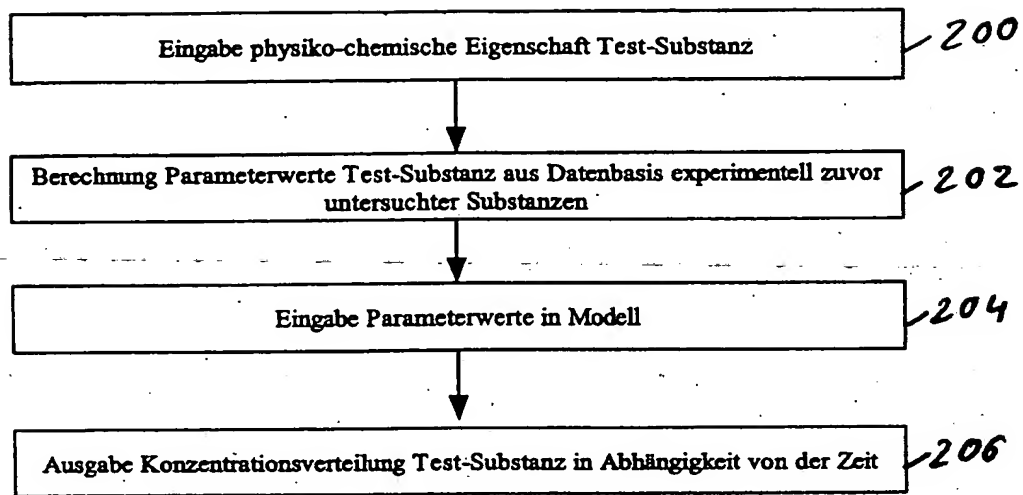 Eingabe physiko-chemische Eigenschaft Test-Substanz
200
Berechnung Parameterwerte Test-Substanz aus Datenbasis experimentell zuvor
untersuchter Substanzen
202
Eingabe Parameterwerte in Modell
204
Ausgabe Konzentrationsverteilung Test-Substanz in Abhängigkeit von der Zeit
206